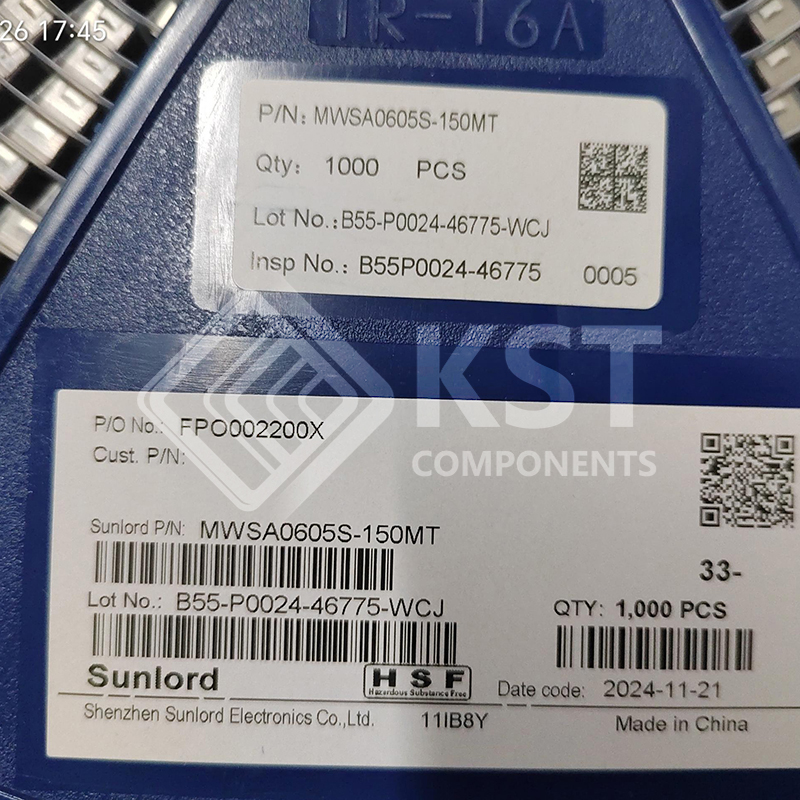 26 17:45
TR-16A
P/N: MWSA0605S-150MT
Qty: 1000 PCS
Lot No.: B55-P0024-46775-WCJ
Insp No.: B55P0024-46775 0005
KST
COMPONENTS
P/O No.: FPO002200X
Cust. P/N:
Sunlord P/N: MWSA0605S-150MT
33-
Lot No.: B55-P0024-46775-WCJ
QTY: 1,000 PCS
Sunlord
HSF
Hazardous Substance Free
Date code: 2024-11-21
Shenzhen Sunlord Electronics Co.,Ltd. 11IB8Y
Made in China